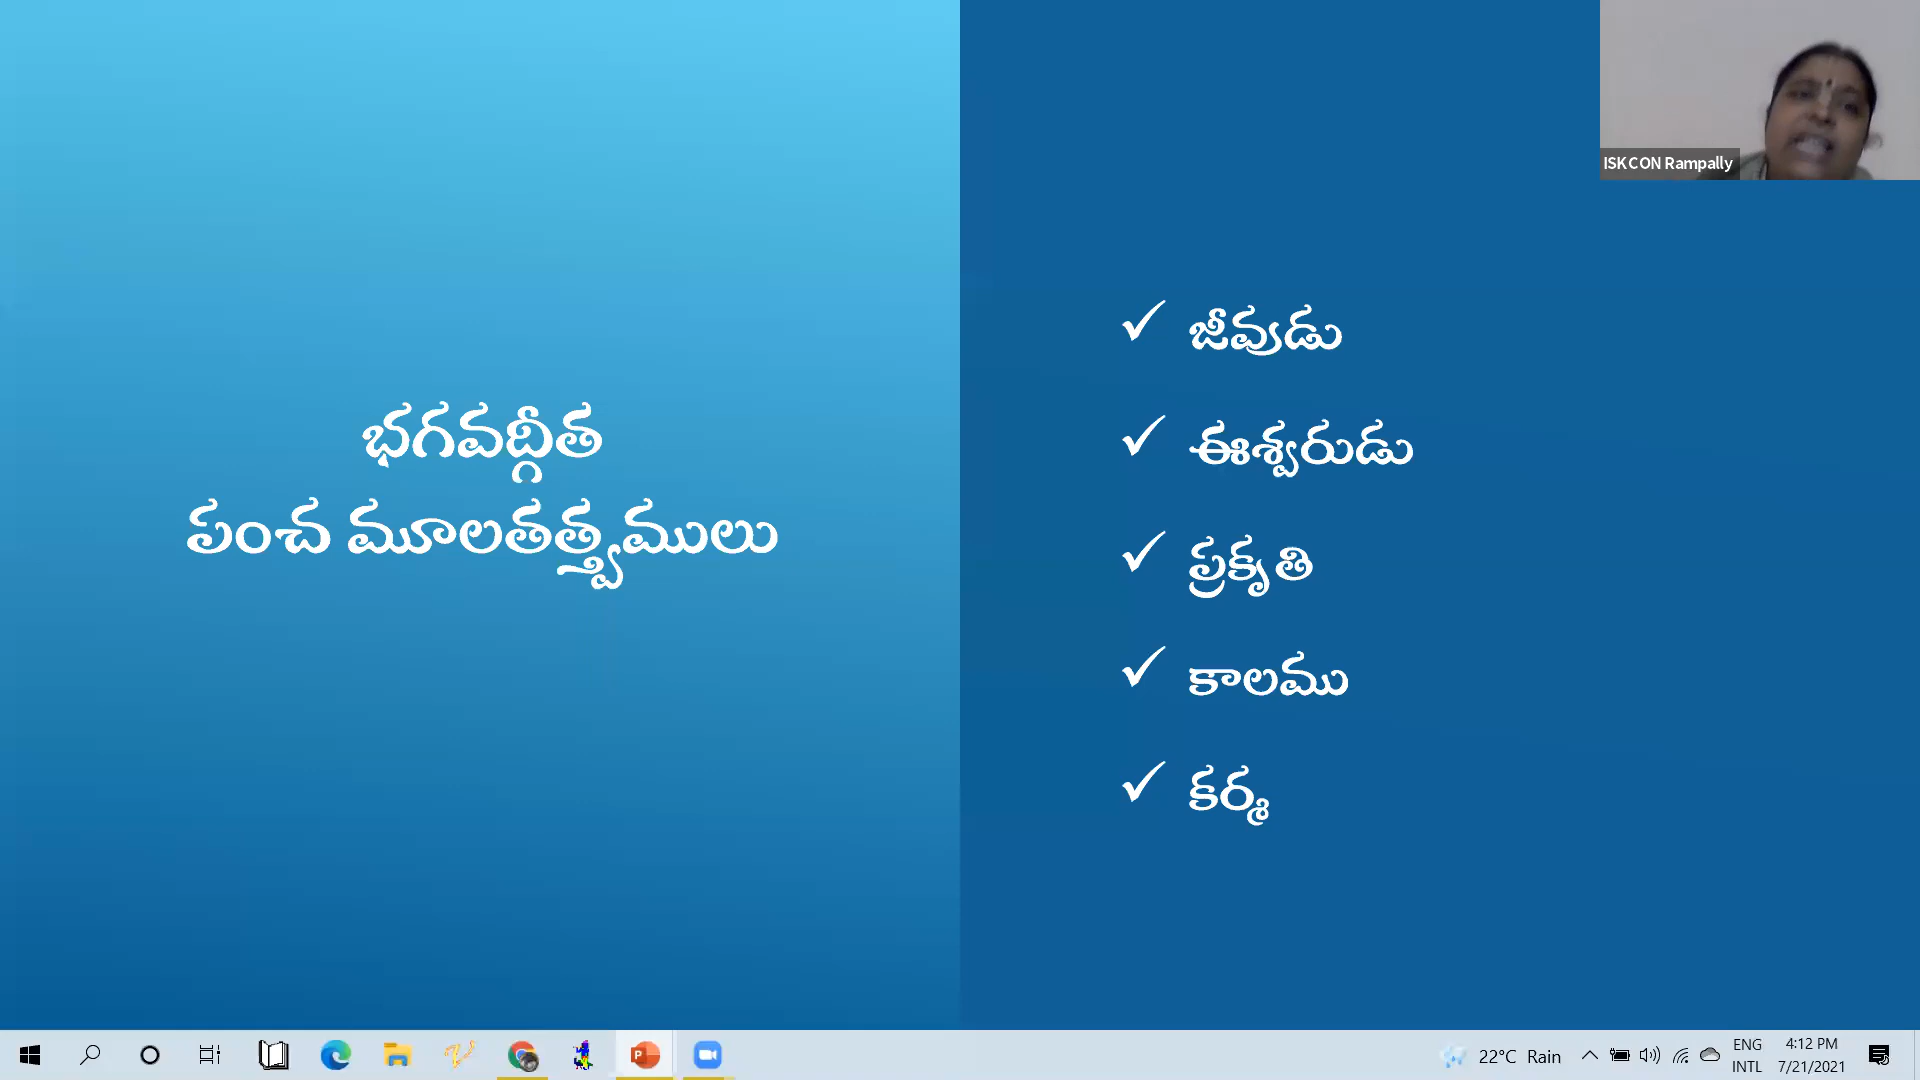 భగవద్గీత
పంచ మూలతత్త్వములు
జీవుడు
ఈశ్వరుడు
ప్రకృతి
కాలము
కర్మ
ISKCON Rampally
22°C Rain
ENG
INTL
4:12 PM
7/21/2021